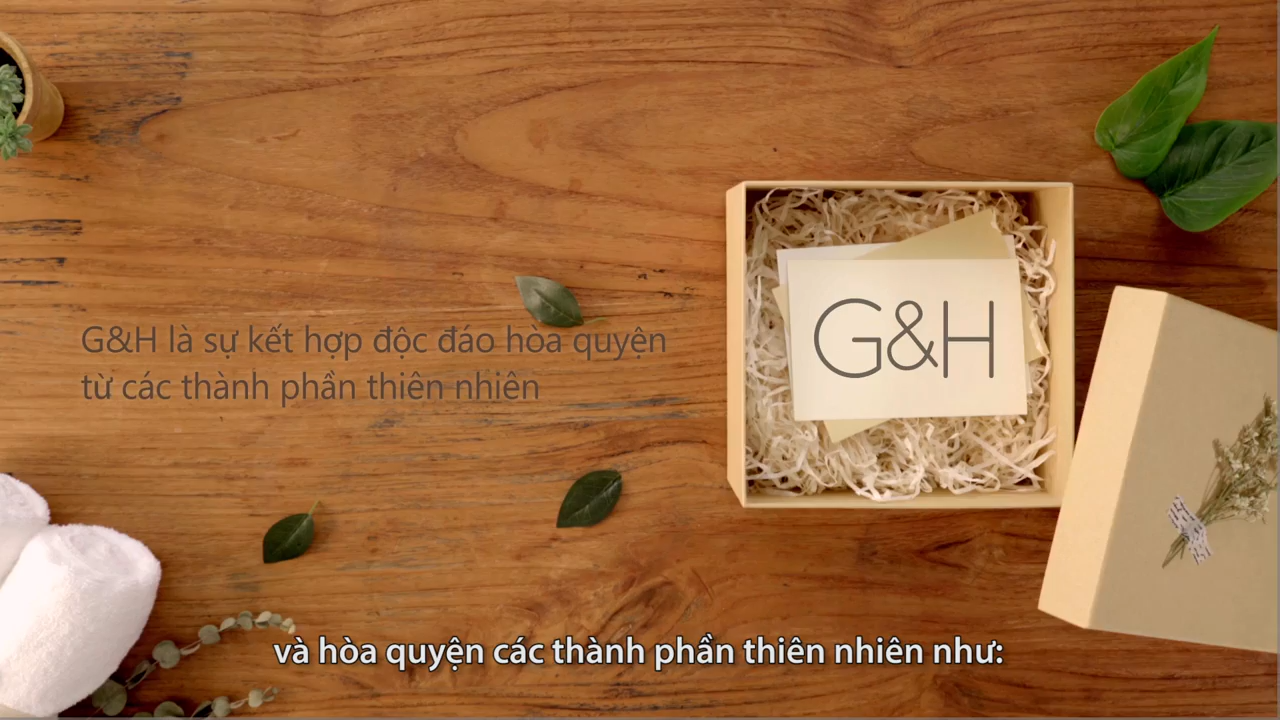 G&H là sự kết hợp độc đáo hòa quyện
từ các thành phần thiên nhiên
G&H
và hòa quyện các thành phần thiên nhiên như: